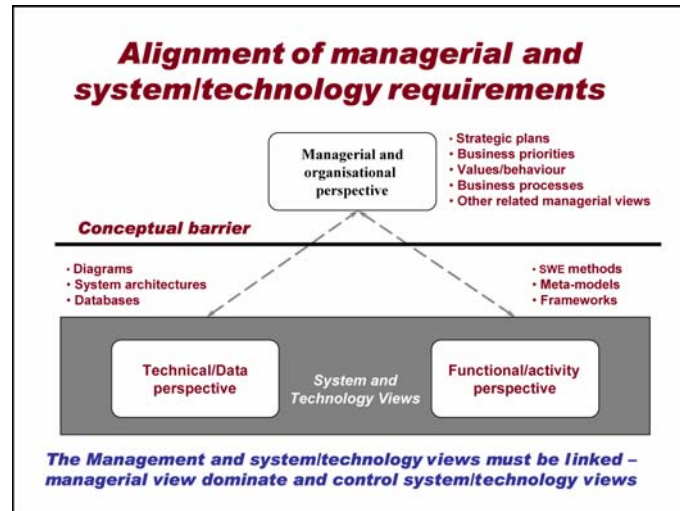 Alignment of managerial and
system/technology requirements
Managerial and
organisational
perspective
• Strategic plans
• Business priorities
• Values/behaviour
• Business processes
• Other related managerial views
Conceptual barrier
• Diagrams
• System architectures
• Databases
• SWE methods
• Meta-models
• Frameworks
Technical/Data
perspective
System and
Technology Views
Functional/activity
perspective
The Management and system/technology views must be linked –
managerial view dominate and control system/technology views